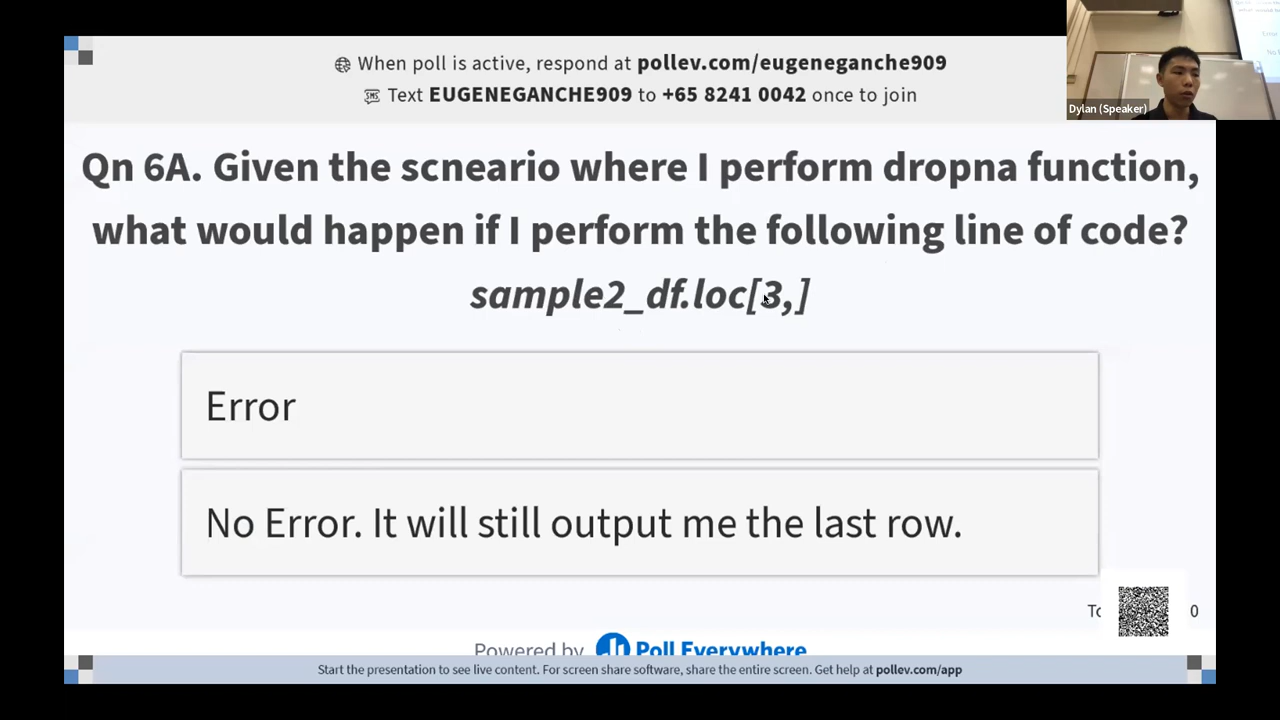 When poll is active, respond at pollev.com/eugeneganche909
Text EUGENEGANCHE909 to +65 8241 0042 once to join
Dylan (Speaker)
Qn 6A. Given the scneario where I perform dropna function,
what would happen if I perform the following line of code?
sample2_df.loc[3,]
Error
No Error. It will still output me the last row.
0
Powered by Poll Everywhere
Start the presentation to see live content. For screen share software, share the entire screen. Get help at pollev.com/app